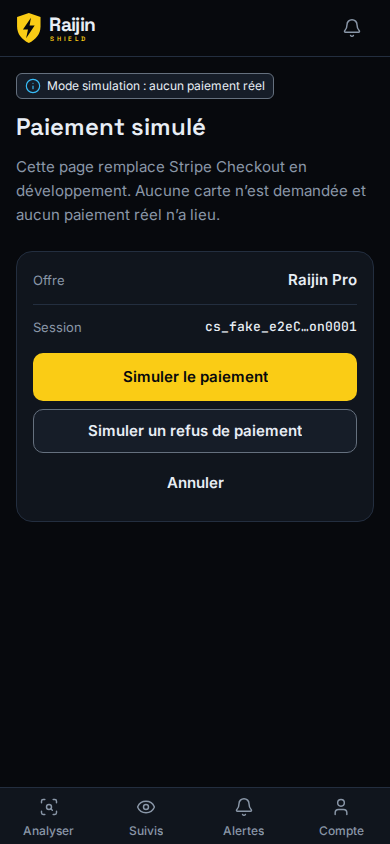 Raijin
SHIELD
Mode simulation : aucun paiement réel
Paiement simulé
Cette page remplace Stripe Checkout en
développement. Aucune carte n’est demandée et
aucun paiement réel n’a lieu.
Offre
Raijin Pro
Session
cs_fake_e2eC…on0001
Simuler le paiement
Simuler un refus de paiement
Annuler
Analyser
Suivis
Alertes
Compte